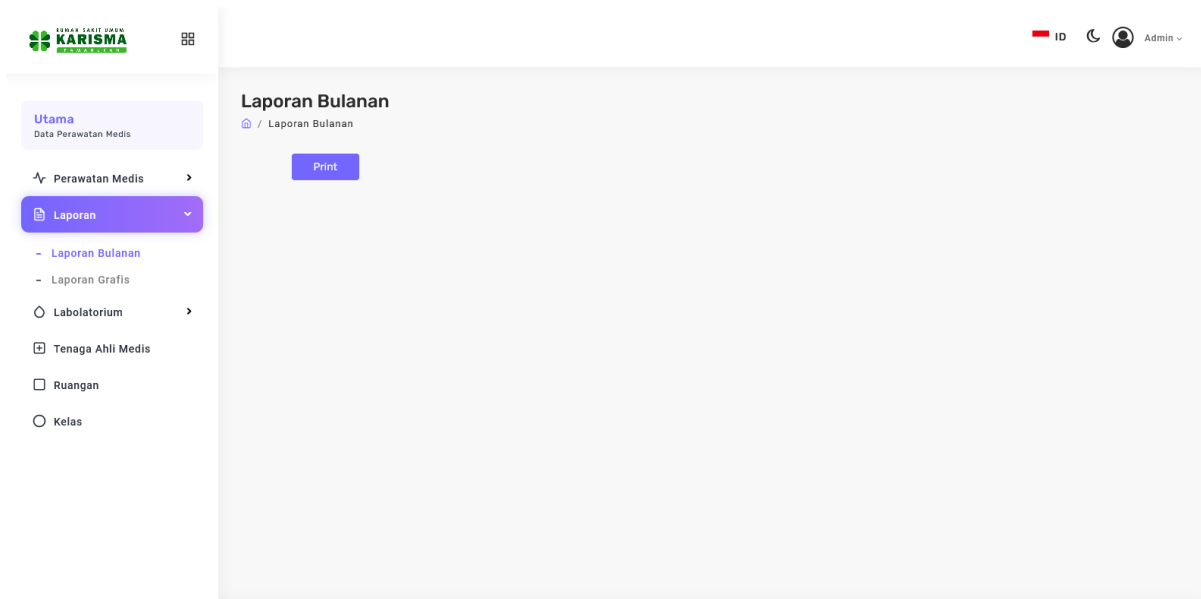 RUMAH SAKIT UMUM
KARISMA
PAMANUKAN
ID
Admin
Utama
Data Perawatan Medis
Perawatan Medis
Laporan
- Laporan Bulanan
- Laporan Grafis
Labolatorium
Tenaga Ahli Medis
Ruangan
Kelas
Laporan Bulanan
/ Laporan Bulanan
Print